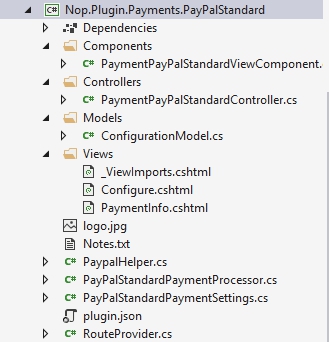 Nop.Plugin.Payments.PayPalStandard
Dependencies
Components
C# PaymentPayPalStandardViewComponent.
Controllers
C# PaymentPayPalStandardController.cs
Models
C# ConfigurationModel.cs
Views
_ViewImports.cshtml
Configure.cshtml
PaymentInfo.cshtml
logo.jpg
Notes.txt
C# PaypalHelper.cs
C# PayPalStandardPaymentProcessor.cs
C# PayPalStandardPaymentSettings.cs
plugin.json
C# RouteProvider.cs